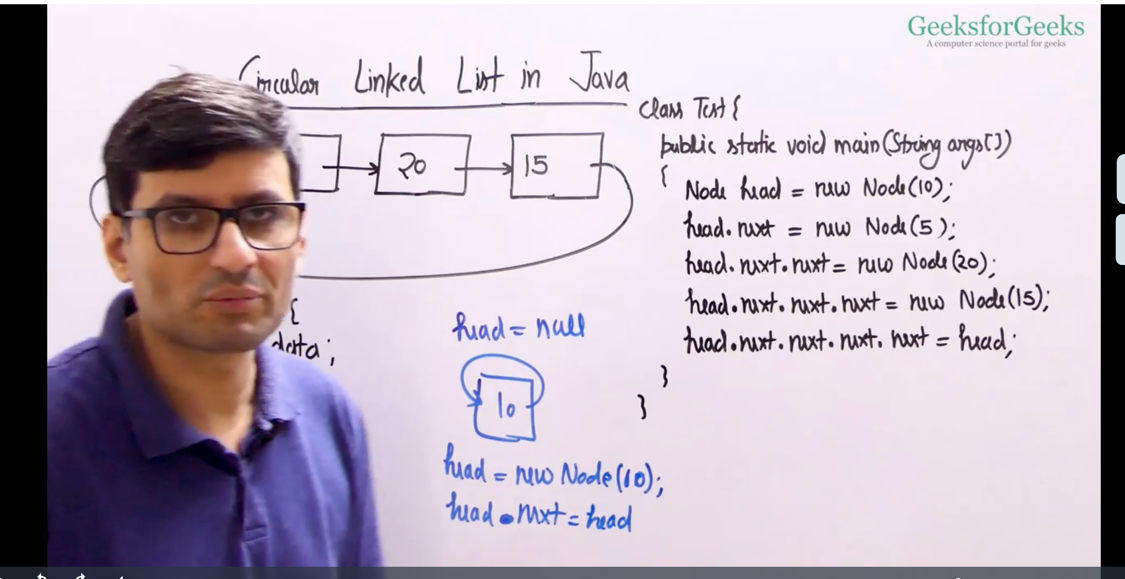 GeeksforGeeks
A computer science portal for geeks
Circular Linked List in Java
20
15
{
data;
head = null
10
head = new Node(10);
head.next = head
class Test {
public static void main(String args[])
{
Node head = new Node(10);
head.next = new Node(5);
head.next.next = new Node(20);
head.next.next.next = new Node(15);
head.next.next.next.next = head;
}
}